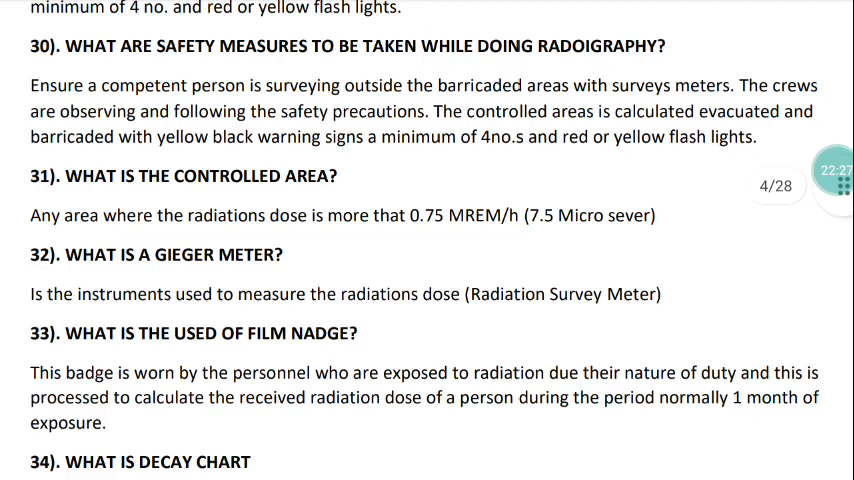 minimum of 4 no. and red or yellow flash lights.
30). WHAT ARE SAFETY MEASURES TO BE TAKEN WHILE DOING RADOIGRAPHY?
Ensure a competent person is surveying outside the barricaded areas with surveys meters. The crews
are observing and following the safety precautions. The controlled areas is calculated evacuated and
barricaded with yellow black warning signs a minimum of 4no.s and red or yellow flash lights.
31). WHAT IS THE CONTROLLED AREA?
22:27
4/28
Any area where the radiations dose is more that 0.75 MREM/h (7.5 Micro sever)
32). WHAT IS A GIEGER METER?
Is the instruments used to measure the radiations dose (Radiation Survey Meter)
33). WHAT IS THE USED OF FILM NADGE?
This badge is worn by the personnel who are exposed to radiation due their nature of duty and this is
processed to calculate the received radiation dose of a person during the period normally 1 month of
exposure.
34). WHAT IS DECAY CHART